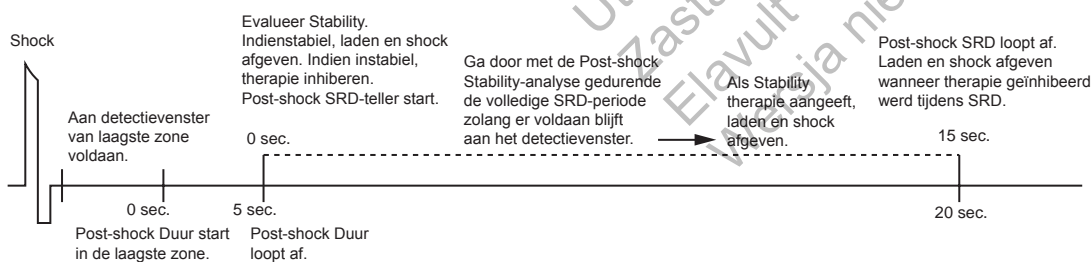 Shock
Aan detectievenster
van laagste zone
voldaan.
0 sec.
Post-shock Duur start
in de laagste zone.
Evalueer Stability.
Indienstabiel, laden en shock
afgeven. Indien instabiel,
therapie inhiberen.
Post-shock SRD-teller start.
0 sec.
5 sec.
Post-shock Duur
loopt af.
Ga door met de Post-shock
Stability-analyse gedurende
de volledige SRD-periode
zolang er voldaan blijft
aan het detectievenster.
Als Stability
therapie aangeeft,
laden en shock
afgeven.
Post-shock SRD loopt af.
Laden en shock afgeven
wanneer therapie geïnhibeerd
werd tijdens SRD.
15 sec.
20 sec.
Zasta
Elavult
Wersja nie